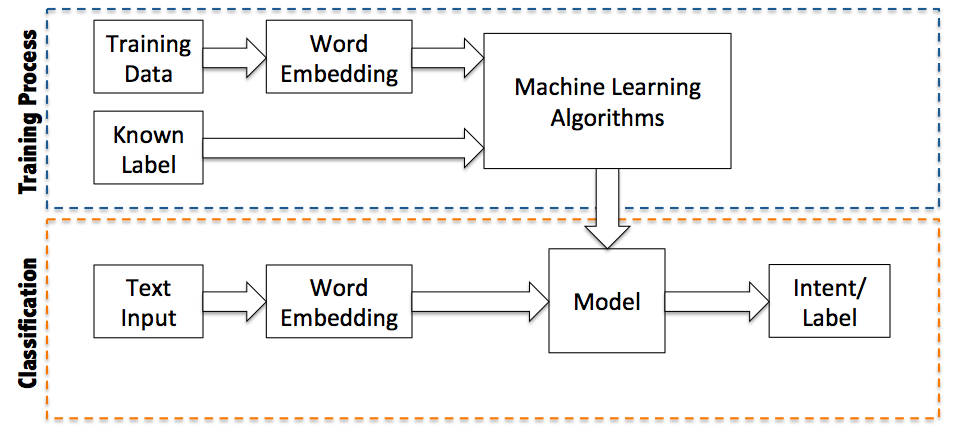 Training Process
Training
Data
Word
Embedding
Machine Learning
Algorithms
Known
Label
Classification
Text
Input
Word
Embedding
Model
Intent/
Label